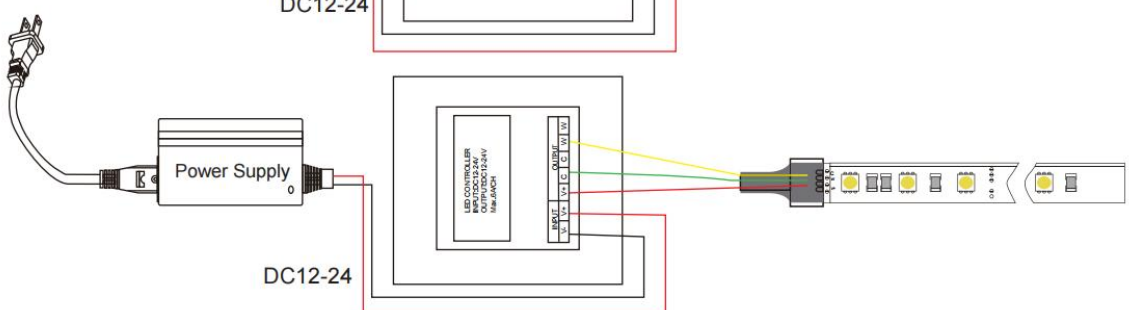 DC12-24
Power Supply
LED CONTROLLER
INPUT:DC12-24V
OUTPUT:DC12-24V
Max.6A/CH
INPUT
OUTPUT
V-
V+
V+
C
C
W
W
DC12-24